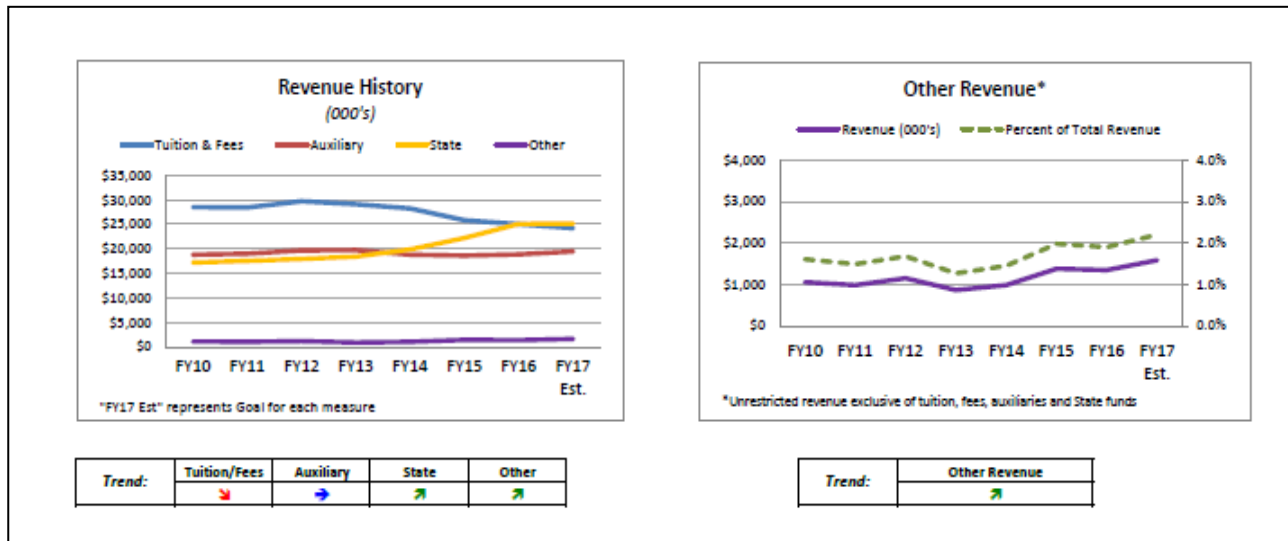 Revenue History
(000's)
Tuition & Fees Auxiliary State Other
$35,000
$30,000
$25,000
$20,000
$15,000
$10,000
$5,000
$0
FY10 FY11 FY12 FY13 FY14 FY15 FY16 FY17
Est.
"FY17 Est" represents Goal for each measure
Trend: Tuition/Fees Auxiliary State Other
Other Revenue*
Revenue (000's) Percent of Total Revenue
$4,000 4.0%
$3,000 3.0%
$2,000 2.0%
$1,000 1.0%
$0 0.0%
FY10 FY11 FY12 FY13 FY14 FY15 FY16 FY17
Est.
*Unrestricted revenue exclusive of tuition, fees, auxiliaries and State funds
Trend: Other Revenue